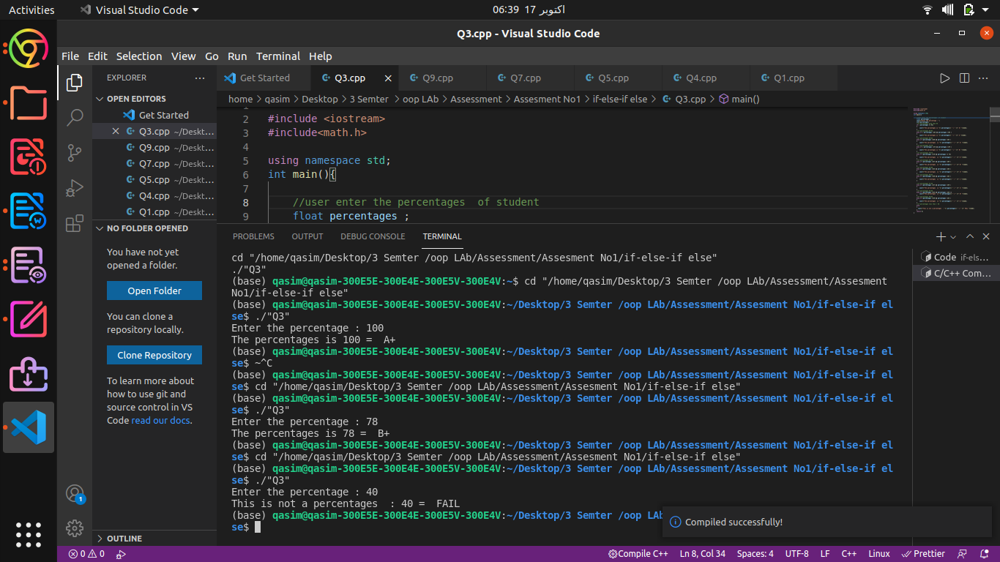 Activities
Visual Studio Code
06:39 17 اکتوبر
Q3.cpp - Visual Studio Code
File Edit Selection View Go Run Terminal Help
EXPLORER
OPEN EDITORS
Get Started
Q3.cpp ~/Deskt...
Q9.cpp ~/Deskt...
Q7.cpp ~/Deskt...
Q5.cpp ~/Deskt...
Q4.cpp ~/Deskt...
Q1.cpp ~/Deskt...
NO FOLDER OPENED
You have not yet
opened a folder.
Open Folder
You can clone a
repository locally.
Clone Repository
To learn more about
how to use git and
source control in VS
Code read our docs.
OUTLINE
Get Started Q3.cpp Q9.cpp Q7.cpp Q5.cpp Q4.cpp Q1.cpp
home > qasim > Desktop > 3 Semter > oop LAb > Assessment > Assesment No1 > if-else-if else > Q3.cpp > main()
2 #include <iostream>
3 #include<math.h>
4
5 using namespace std;
6 int main(){
7
8 //user enter the percentages  of student
9 float percentages ;
PROBLEMS OUTPUT DEBUG CONSOLE TERMINAL
cd "/home/qasim/Desktop/3 Semter /oop LAb/Assessment/Assesment No1/if-else-if else"
./"Q3"
(base) qasim@qasim-300E5E-300E4E-300E5V-300E4V:~$ cd "/home/qasim/Desktop/3 Semter /oop LAb/Assessment/Assesment
No1/if-else-if else"
(base) qasim@qasim-300E5E-300E4E-300E5V-300E4V:~/Desktop/3 Semter /oop LAb/Assessment/Assesment No1/if-else-if el
se$ ./"Q3"
Enter the percentage : 100
The percentages is 100 =  A+
(base) qasim@qasim-300E5E-300E4E-300E5V-300E4V:~/Desktop/3 Semter /oop LAb/Assessment/Assesment No1/if-else-if el
se$ ~^C
(base) qasim@qasim-300E5E-300E4E-300E5V-300E4V:~/Desktop/3 Semter /oop LAb/Assessment/Assesment No1/if-else-if el
se$ cd "/home/qasim/Desktop/3 Semter /oop LAb/Assessment/Assesment No1/if-else-if else"
(base) qasim@qasim-300E5E-300E4E-300E5V-300E4V:~/Desktop/3 Semter /oop LAb/Assessment/Assesment No1/if-else-if el
se$ ./"Q3"
Enter the percentage : 78
The percentages is 78 =  B+
(base) qasim@qasim-300E5E-300E4E-300E5V-300E4V:~/Desktop/3 Semter /oop LAb/Assessment/Assesment No1/if-else-if el
se$ cd "/home/qasim/Desktop/3 Semter /oop LAb/Assessment/Assesment No1/if-else-if else"
(base) qasim@qasim-300E5E-300E4E-300E5V-300E4V:~/Desktop/3 Semter /oop LAb/Assessment/Assesment No1/if-else-if el
se$ ./"Q3"
Enter the percentage : 40
This is not a percentages  : 40 =  FAIL
(base) qasim@qasim-300E5E-300E4E-300E5V-300E4V:~/Desktop/3 Semter /oop LAb
se$
Code if-els...
C/C++ Com...
Compiled successfully!
1
0 0
Compile C++ Ln 8, Col 34 Spaces: 4 UTF-8 LF C++ Linux Prettier